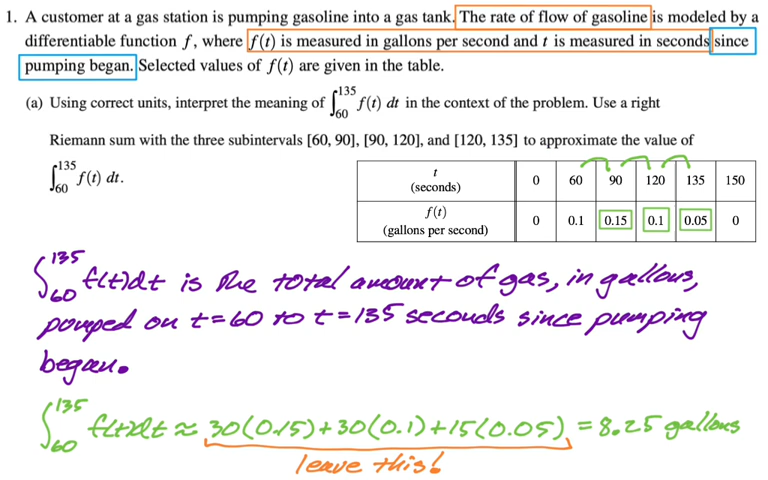 1. A customer at a gas station is pumping gasoline into a gas tank. The rate of flow of gasoline is modeled by a
differentiable function f, where f(t) is measured in gallons per second and t is measured in seconds since
pumping began. Selected values of f(t) are given in the table.
(a) Using correct units, interpret the meaning of ∫₆₀¹³⁵ f(t) dt in the context of the problem. Use a right
Riemann sum with the three subintervals [60, 90], [90, 120], and [120, 135] to approximate the value of
∫₆₀¹³⁵ f(t) dt.
t (seconds) 0 60 90 120 135 150
f(t) (gallons per second) 0 0.1 0.15 0.1 0.05 0
∫₆₀¹³⁵ f(t)dt is the total amount of gas, in gallons,
pumped on t=60 to t=135 seconds since pumping
began.
∫₆₀¹³⁵ f(t)dt ≈ 30(0.15)+30(0.1)+15(0.05) = 8.25 gallons
leave this!